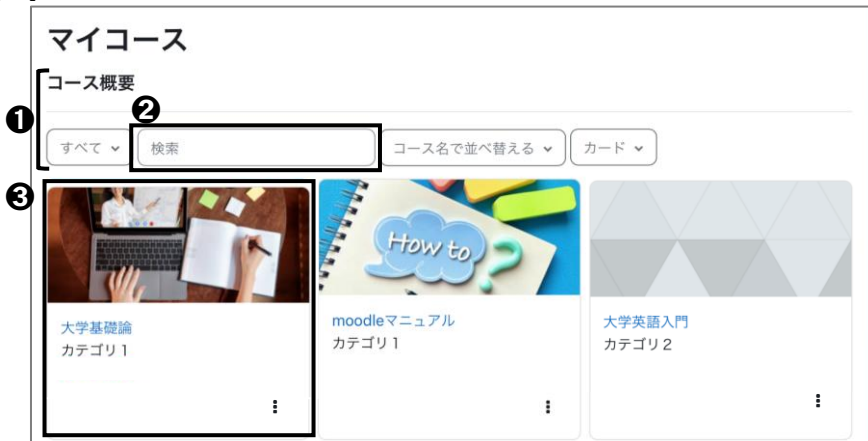 マイコース
コース概要
❶
❷
すべて
検索
コース名で並べ替える
カード
❸
How to
?
大学基礎論
カテゴリ1
moodleマニュアル
カテゴリ1
大学英語入門
カテゴリ2